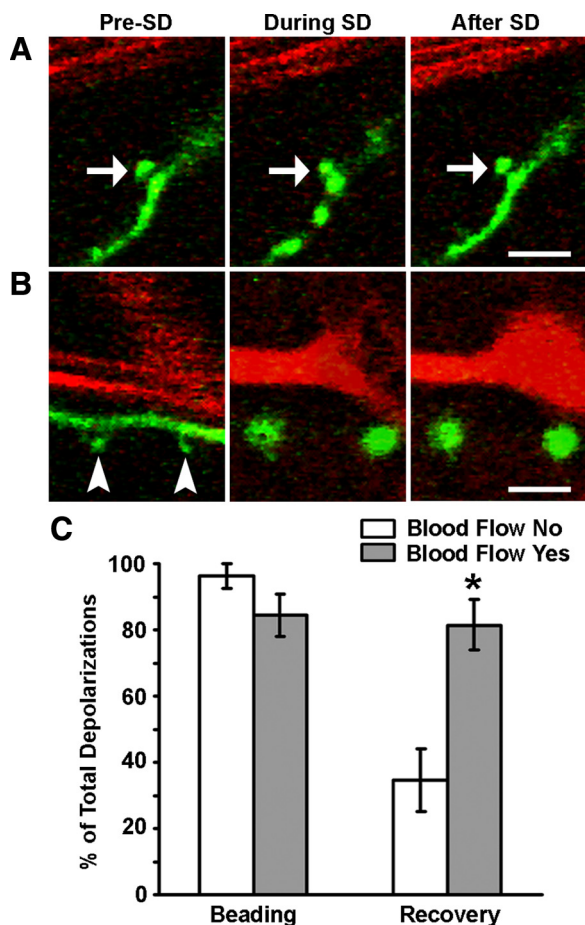 Pre-SD During SD After SD
A
B
C
Blood Flow No
Blood Flow Yes
% of Total Depolarizations
100
80
60
40
20
0
*
Beading Recovery